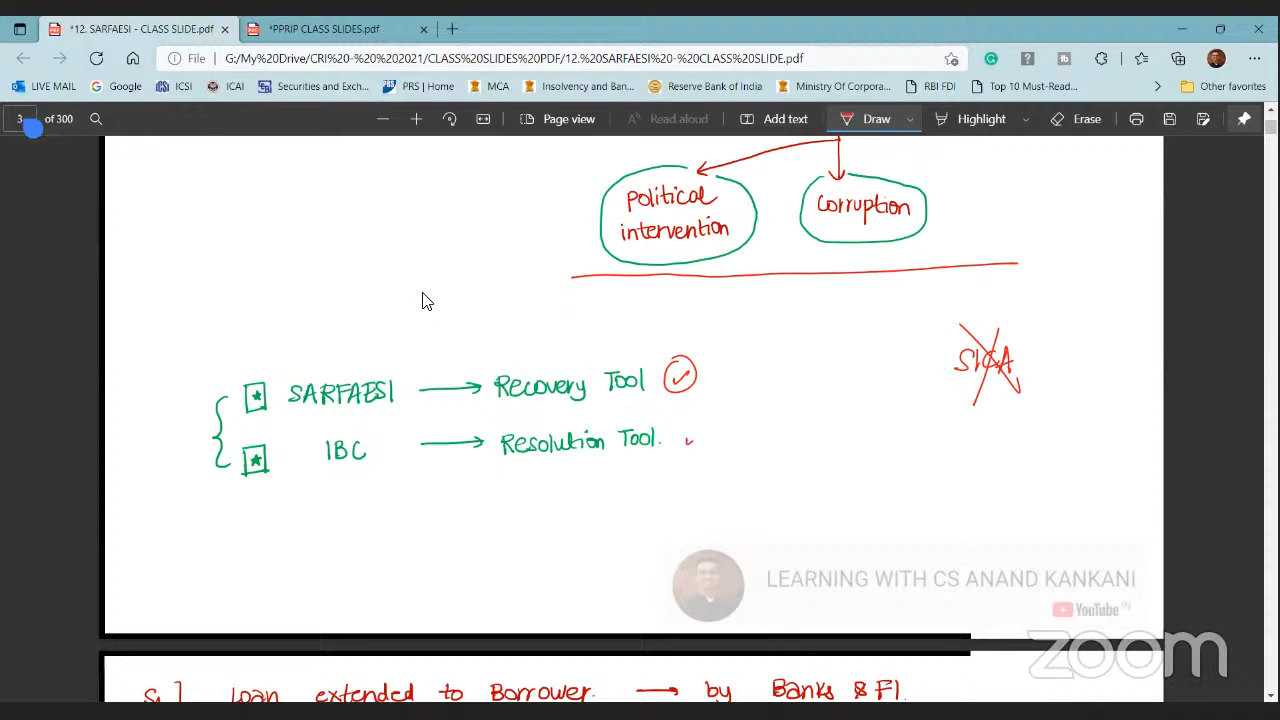 *12. SARFAESI - CLASS SLIDE.pdf
*PPRIP CLASS SLIDES.pdf
File G:/My%20Drive/CRI%20-%20%202021/CLASS%20SLIDES%20PDF/12.%20SARFAESI%20-%20CLASS%20SLIDE.pdf
LIVE MAIL Google ICSI ICAI Securities and Exch... PRS | Home MCA Insolvency and Ban... Reserve Bank of India Ministry Of Corpora... RBI FDI Top 10 Must-Read... Other favorites
3 of 300 Page view Read aloud Add text Draw Highlight Erase
Political intervention
Corruption
SICA
SARFAESI → Recovery Tool
IBC → Resolution Tool.
LEARNING WITH CS ANAND KANKANI
YouTube IN
zoom
Loan extended to Borrower. → by Banks & FI.